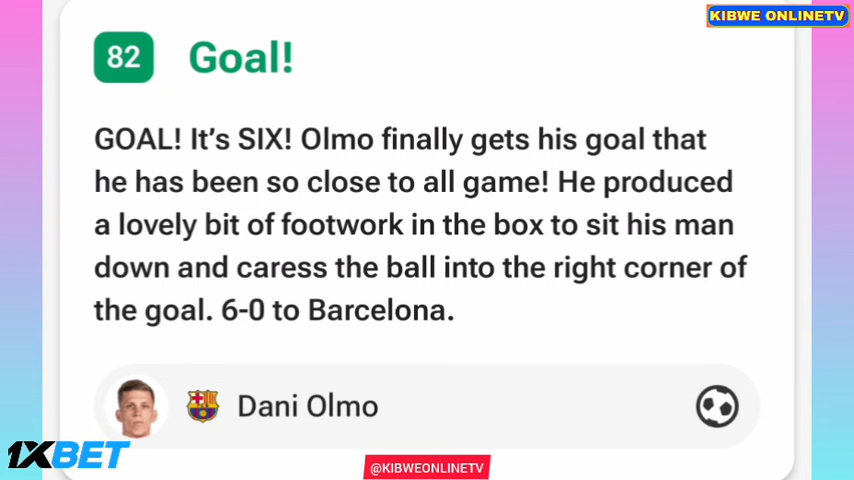 KIBWE ONLINETV
82 Goal!
GOAL! It's SIX! Olmo finally gets his goal that
he has been so close to all game! He produced
a lovely bit of footwork in the box to sit his man
down and caress the ball into the right corner of
the goal. 6-0 to Barcelona.
Dani Olmo
1XBET
@KIBWEONLINETV